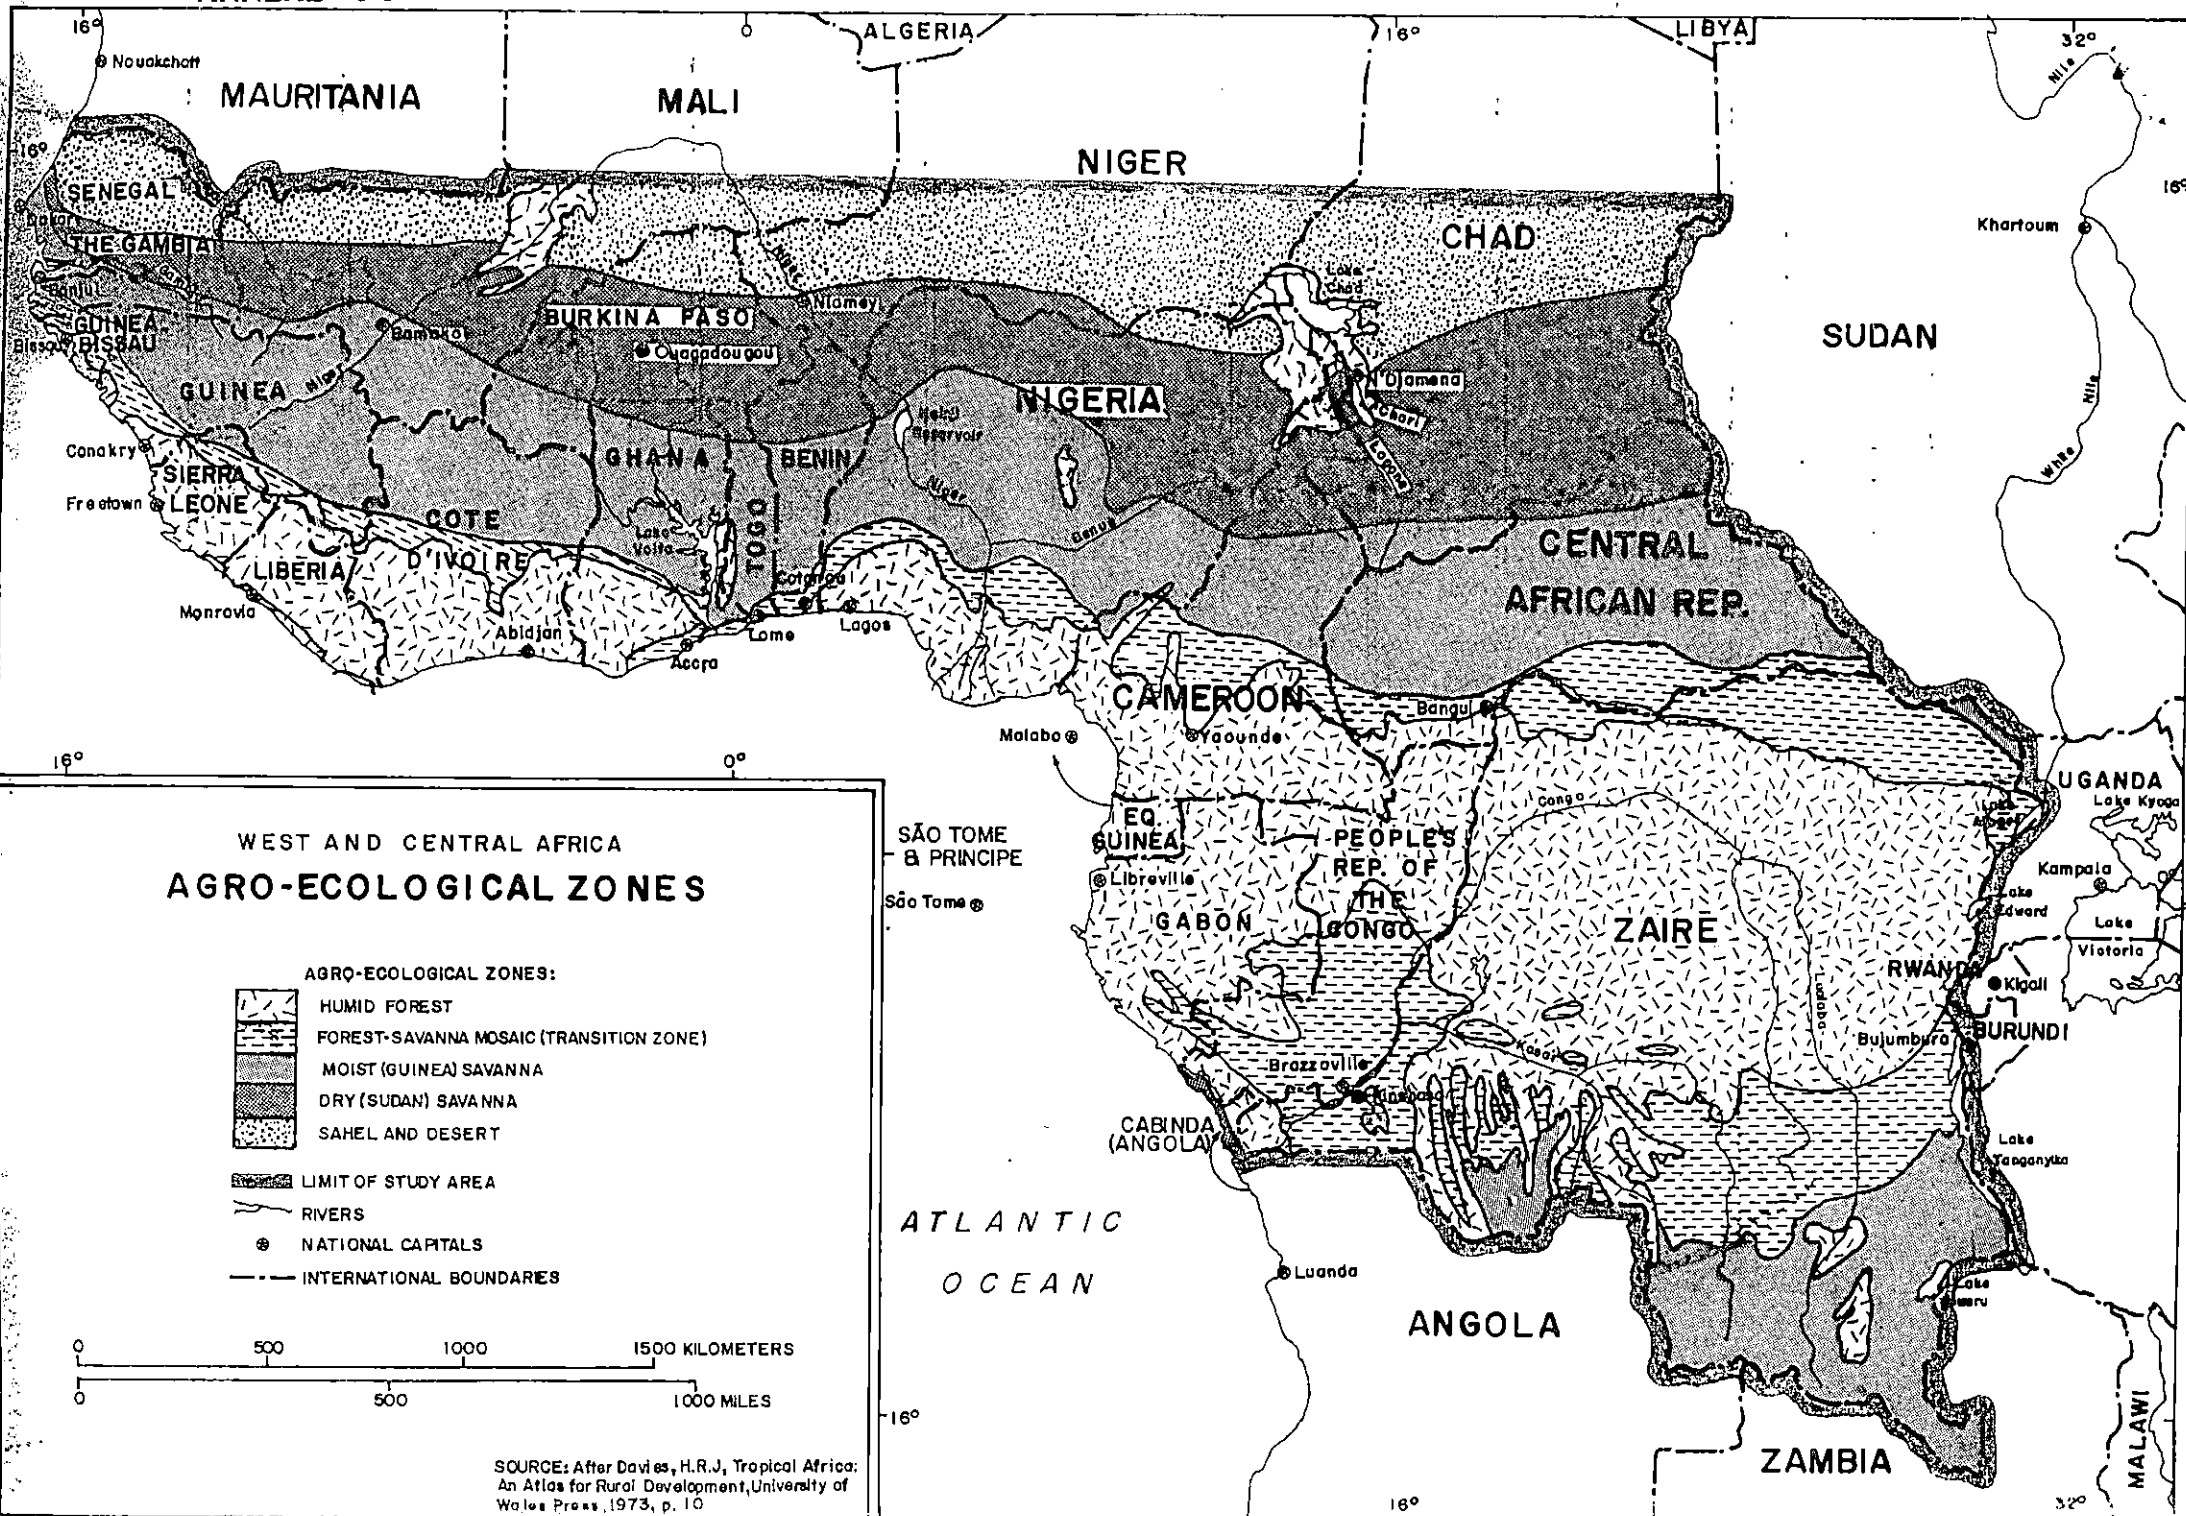 16°
0
16°
32°
ALGERIA
LIBYA
Nouakchott
MAURITANIA
MALI
NIGER
Nile
16°
16°
SENEGAL
Dakar
CHAD
Khartoum
THE GAMBIA
Banjul
Niger
Niamey
Lake
Chad
BURKINA PASO
Ouagadougou
GUINEA-
BISSAU
Bissau
Bamako
SUDAN
GUINEA
Niger
NIGERIA
N'Djamena
Chari
Logone
Nile
White
Kainji
Reservoir
Conakry
SIERRA
LEONE
Freetown
GHANA
BENIN
TOGO
Niger
Benue
COTE
D'IVOIRE
Lake
Volta
LIBERIA
Monrovia
Abidjan
Accra
Lome
Cotonou
Lagos
CENTRAL
AFRICAN REP.
CAMEROON
Bangui
Malabo
Yaounde
16°
0°
UGANDA
Lake Kyoga
Lake
Albert
Congo
EQ.
GUINEA
PEOPLE'S
REP. OF
THE
CONGO
SÃO TOME
& PRINCIPE
São Tome
Libreville
GABON
ZAIRE
Kampala
0°
Lake
Edward
Lake
Victoria
RWANDA
Kigali
Lualaba
BURUNDI
Bujumbura
Kasai
Brazzaville
Kinshasa
CABINDA
(ANGOLA)
Lake
Tanganyika
ATLANTIC
OCEAN
Luanda
Lake
Mweru
ANGOLA
ZAMBIA
MALAWI
16°
16°
32°
WEST AND CENTRAL AFRICA
AGRO-ECOLOGICAL ZONES
AGRO-ECOLOGICAL ZONES:
HUMID FOREST
FOREST-SAVANNA MOSAIC (TRANSITION ZONE)
MOIST (GUINEA) SAVANNA
DRY (SUDAN) SAVANNA
SAHEL AND DESERT
LIMIT OF STUDY AREA
RIVERS
NATIONAL CAPITALS
INTERNATIONAL BOUNDARIES
0 500 1000 1500 KILOMETERS
0 500 1000 MILES
SOURCE: After Davies, H.R.J, Tropical Africa:
An Atlas for Rural Development, University of
Wales Press, 1973, p. 10